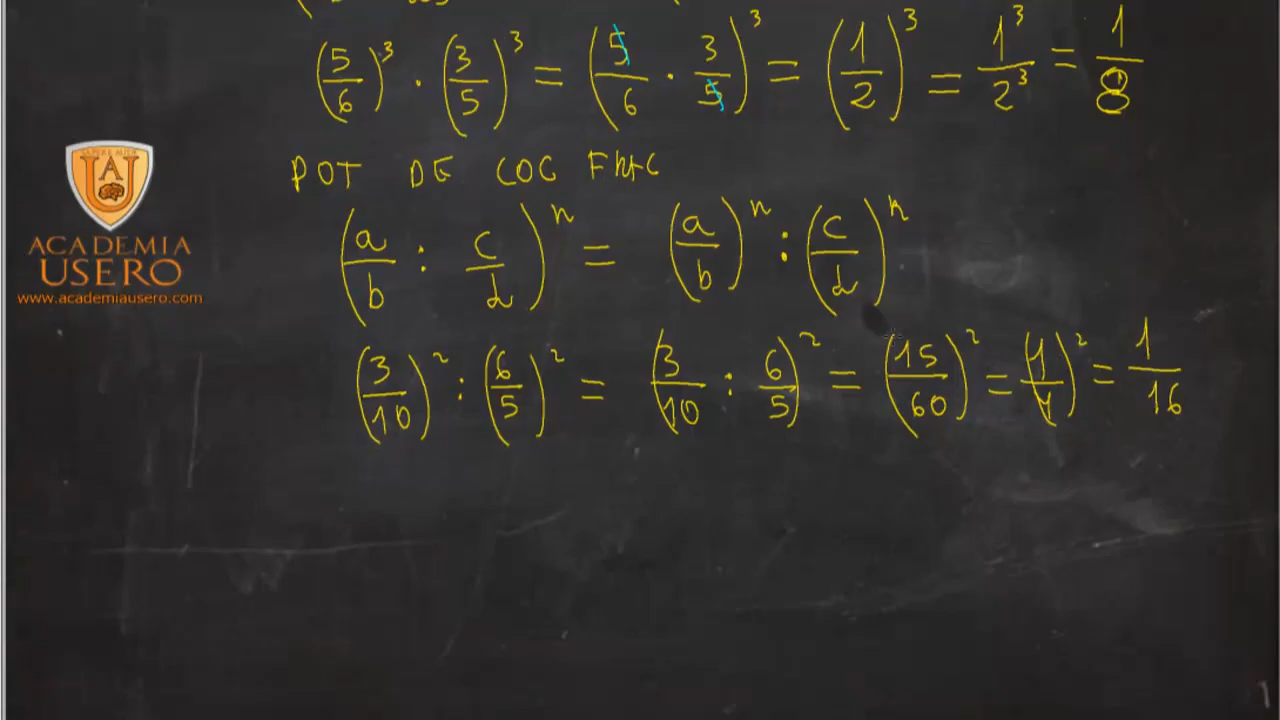 (5/6)³ · (3/5)³ = (5/6 · 3/5)³ = (1/2)³ = 1³/2³ = 1/8
POT DE COC FRAC
(a/b : c/d)ⁿ = (a/b)ⁿ : (c/d)ⁿ
(3/10)² : (6/5)² = (3/10 : 6/5)² = (15/60)² = (1/4)² = 1/16
UA
ACADEMIA
USERO
www.academiausero.com